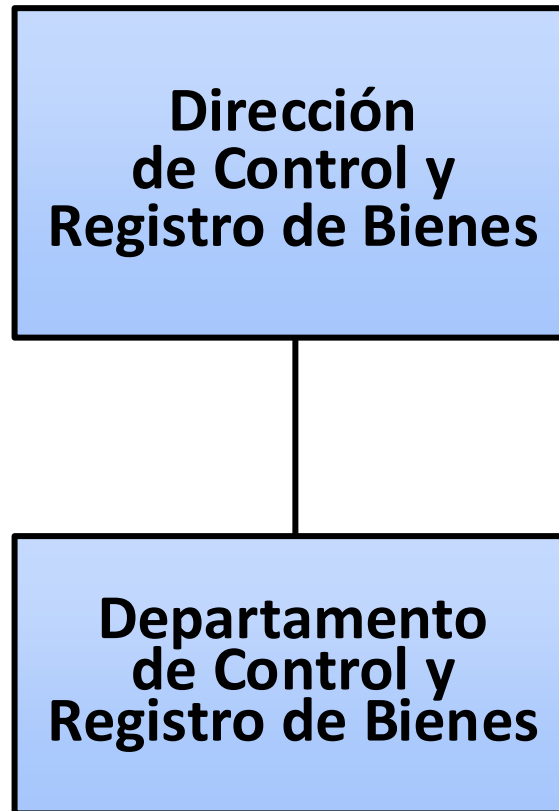 Dirección
de Control y
Registro de Bienes
Departamento
de Control y
Registro de Bienes